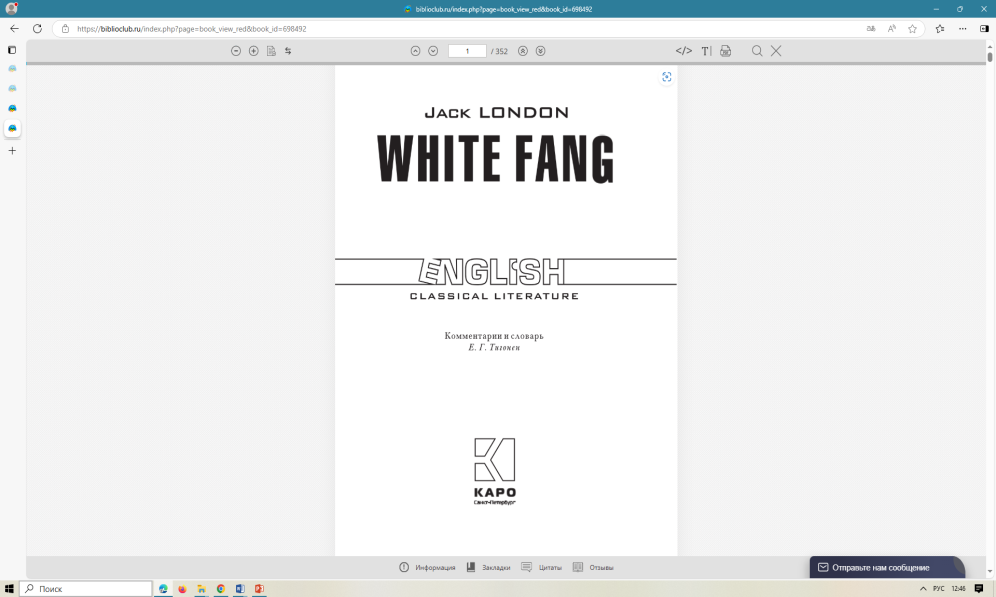 biblioclub.ru/index.php?page=book_view_red&book_id=698492
https://biblioclub.ru/index.php?page=book_view_red&book_id=698492
1 / 352
JACK LONDON
WHITE FANG
ENGLISH
CLASSICAL LITERATURE
Комментарии и словарь
Е. Г. Тигонен
КАРО
Санкт-Петербург
Информация
Закладки
Цитаты
Отзывы
Отправьте нам сообщение
Поиск
РУС
12:46